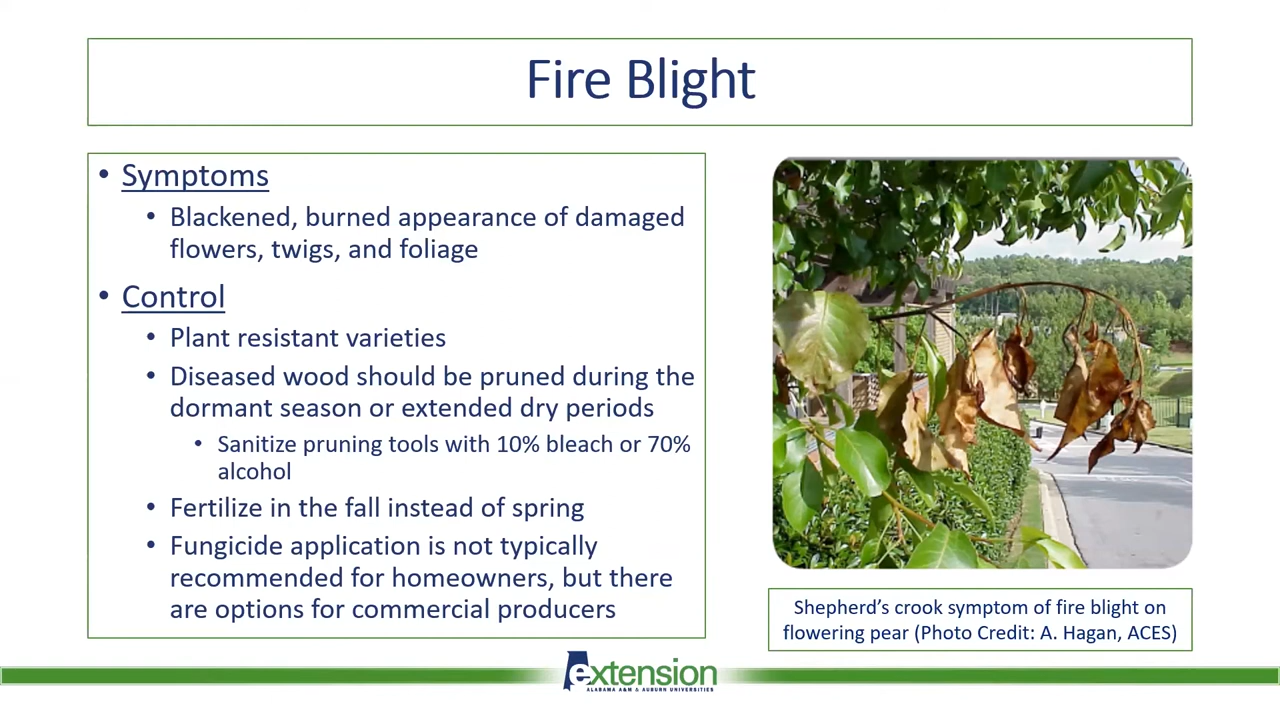 Fire Blight
• Symptoms
• Blackened, burned appearance of damaged
flowers, twigs, and foliage
• Control
• Plant resistant varieties
• Diseased wood should be pruned during the
dormant season or extended dry periods
• Sanitize pruning tools with 10% bleach or 70%
alcohol
• Fertilize in the fall instead of spring
• Fungicide application is not typically
recommended for homeowners, but there
are options for commercial producers
Shepherd's crook symptom of fire blight on
flowering pear (Photo Credit: A. Hagan, ACES)
extension
ALABAMA A&M & AUBURN UNIVERSITIES